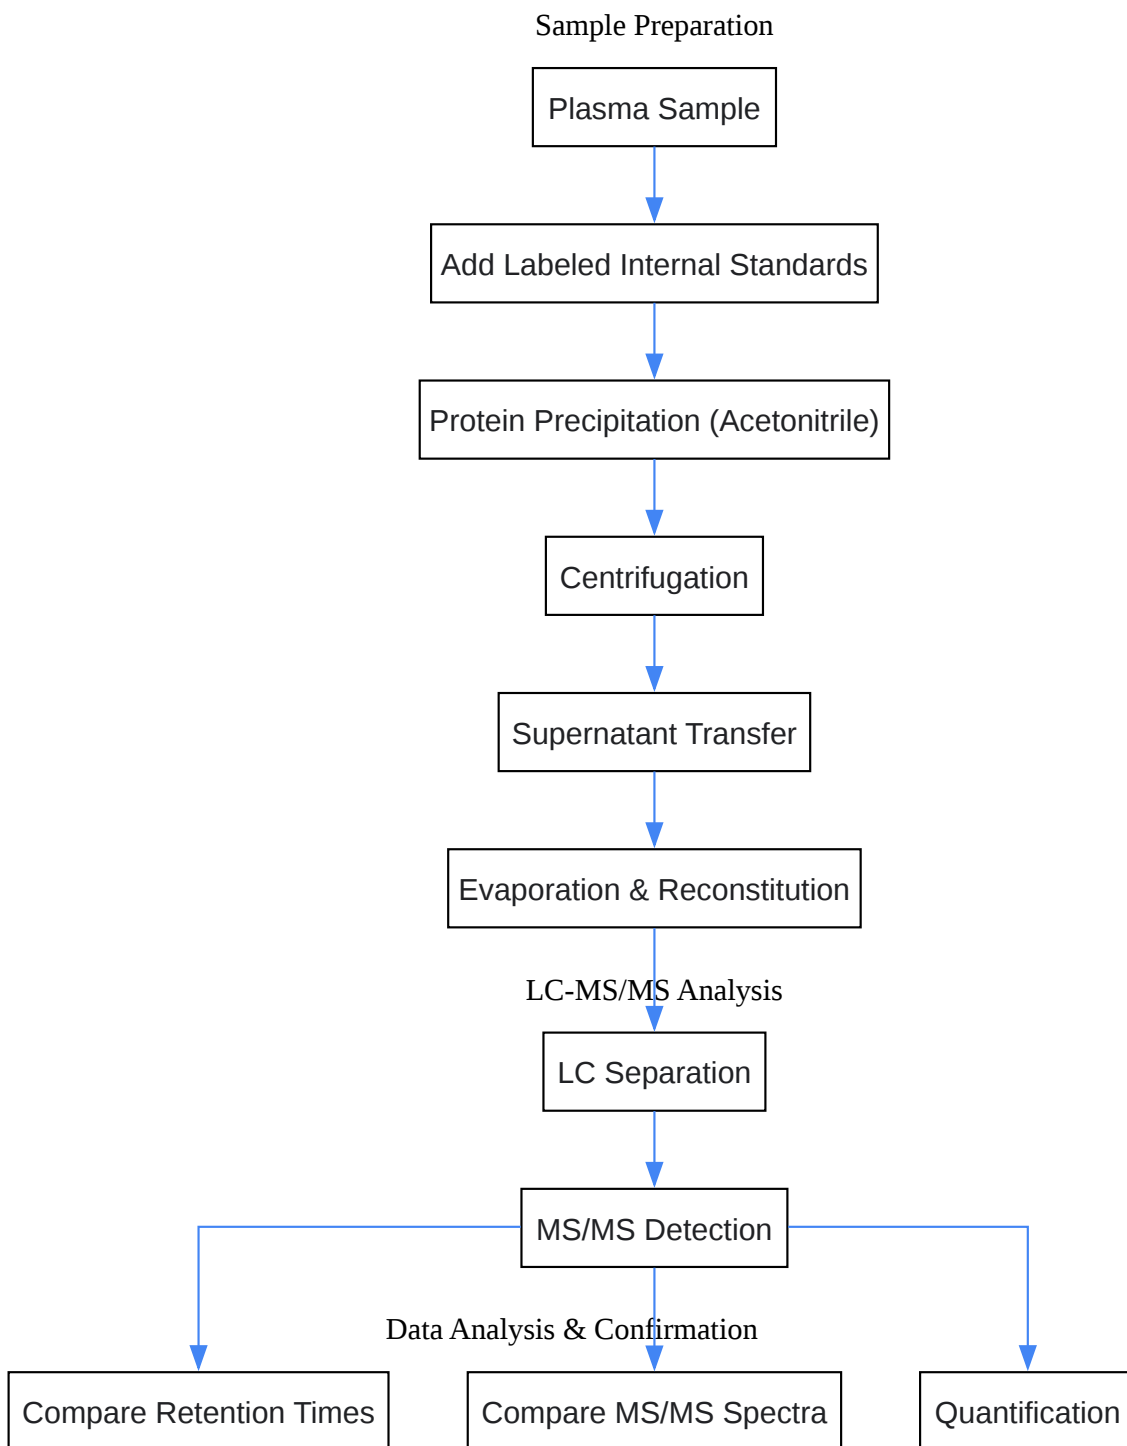 Sample Preparation
Plasma Sample
Add Labeled Internal Standards
Protein Precipitation (Acetonitrile)
Centrifugation
Supernatant Transfer
Evaporation & Reconstitution
LC-MS/MS Analysis
LC Separation
MS/MS Detection
Data Analysis & Confirmation
Compare Retention Times
Compare MS/MS Spectra
Quantification